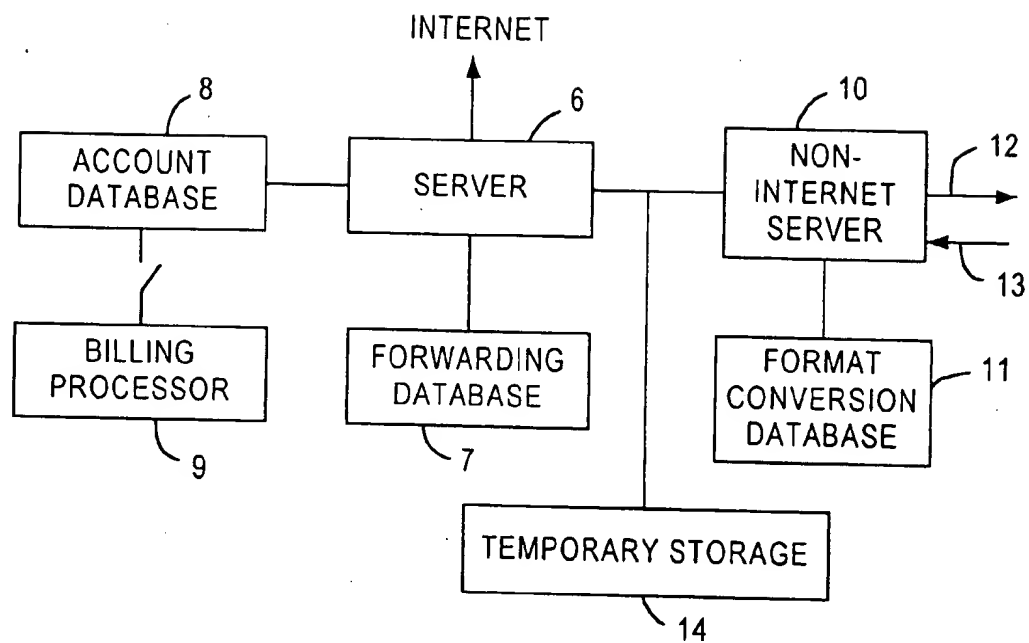 INTERNET
8
6
10
ACCOUNT
DATABASE
SERVER
NON-
INTERNET
SERVER
12
13
BILLING
PROCESSOR
FORWARDING
DATABASE
FORMAT
CONVERSION
DATABASE
11
9
7
TEMPORARY STORAGE
14